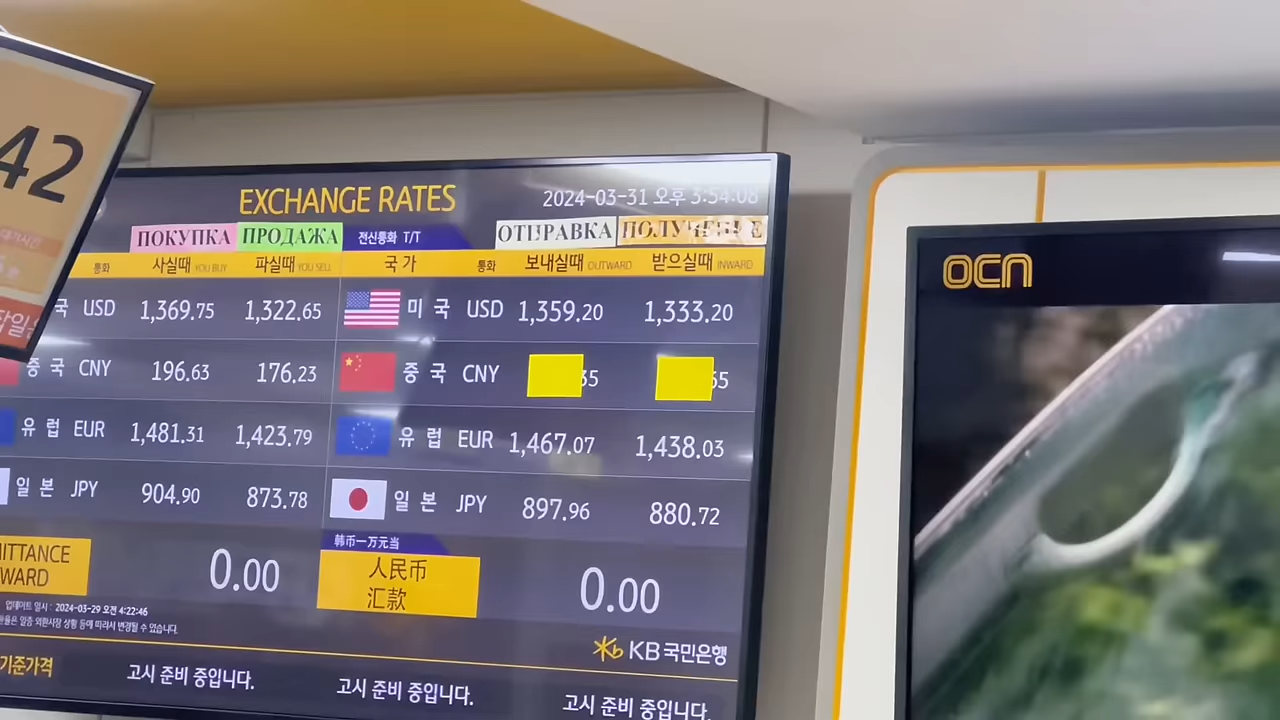 42
EXCHANGE RATES
2024-03-31 오후 3:54:08
ПОКУПКА ПРОДАЖА 전신통화 T/T ОТПРАВКА
통화 사실때 YOU BUY 파실때 YOU SELL 국 가 통화 보내실때 OUTWARD 받으실때 INWARD
국 USD 1,369.75 1,322.65 미 국 USD 1,359.20 1,333.20
중 국 CNY 196.63 176.23 중 국 CNY
유 럽 EUR 1,481.31 1,423.79 유 럽 EUR 1,467.07 1,438.03
일 본 JPY 904.90 873.78 일 본 JPY 897.96 880.72
韩币一万元当
0.00 人民币 0.00
汇款
업데이트 일시 : 2024-03-29 오전 4:22:46
KB국민은행
기준가격 고시 준비 중입니다. 고시 준비 중입니다. 고시 준비 중입니다.
OCN